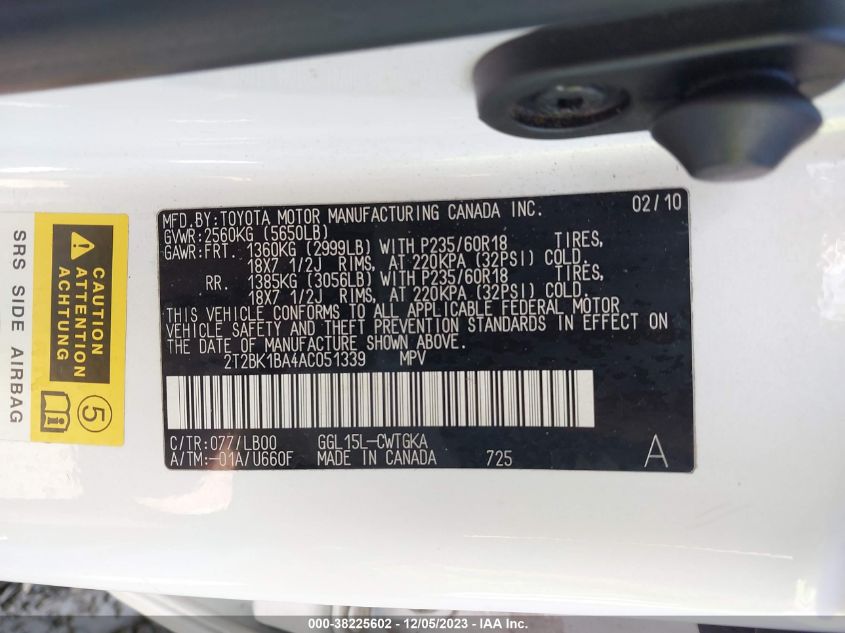 MFD.BY:TOYOTA MOTOR MANUFACTURING CANADA INC. 02/10
GVWR:2560KG (5650LB)
GAWR:FRT. 1360KG (2999LB) WITH P235/60R18 TIRES,
18X7 1/2J RIMS, AT 220KPA (32PSI) COLD.
RR. 1385KG (3056LB) WITH P235/60R18 TIRES,
18X7 1/2J RIMS, AT 220KPA (32PSI) COLD.
THIS VEHICLE CONFORMS TO ALL APPLICABLE FEDERAL MOTOR
VEHICLE SAFETY AND THEFT PREVENTION STANDARDS IN EFFECT ON
THE DATE OF MANUFACTURE SHOWN ABOVE.
2T2BK1BA4AC051339 MPV
C/TR:077/LB00 GGL15L-CWTGKA
A/TM:-01A/U660F MADE IN CANADA 725 A
CAUTION
ATTENTION
ACHTUNG
5
SRS SIDE AIRBAG
000-38225602 - 12/05/2023 - IAA Inc.